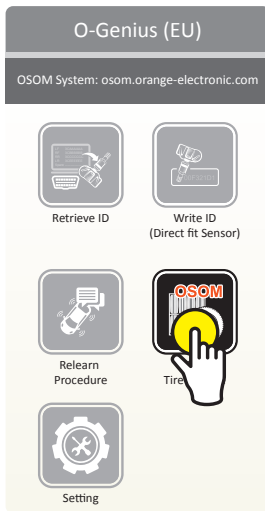 O-Genius (EU)
OSOM System: osom.orange-electronic.com
Retrieve ID
Write ID
(Direct fit Sensor)
OSOM
Relearn
Procedure
Tire
Setting